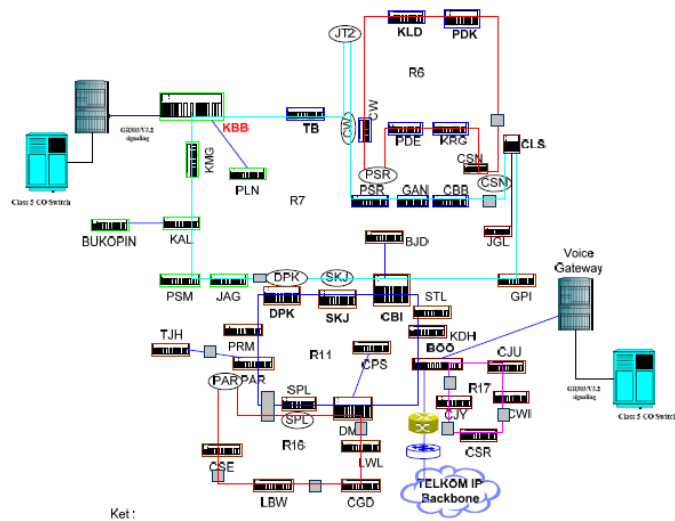 KLD
PDK
JT2
R6
KBB
TB
CW
CW
PDE
KRG
CLS
GR303/V5.2
signaling
KMG
CSN
PSR
CSN
Class 5 CO Switch
PLN
PSR
GAN
CBB
R7
BUKOPIN
KAL
BJD
JGL
Voice
Gateway
DPK
SKJ
PSM
JAG
DPK
SKJ
CBI
STL
GPI
TJH
PRM
KDH
R11
BOO
CJU
CPS
GR303/V5.2
signaling
PAR
PAR
SPL
R17
SPL
DM
CJY
CWI
Class 5 CO Switch
R16
CSR
CSE
LWL
LBW
CGD
TELKOM IP
Backbone
Ket :